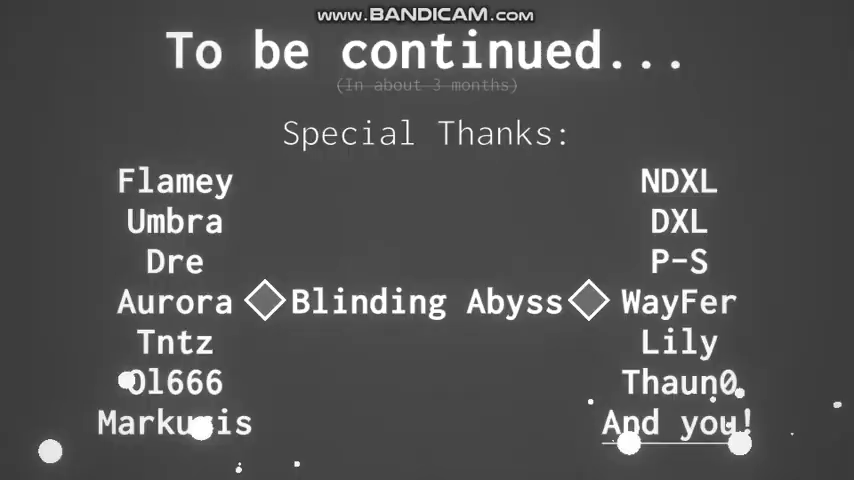 www.BANDICAM.com
To be continued...
(In about 3 months)
Special Thanks:
Flamey NDXL
Umbra DXL
Dre P-S
Aurora Blinding Abyss WayFer
Tntz Lily
Ol666 Thaun0
And you!